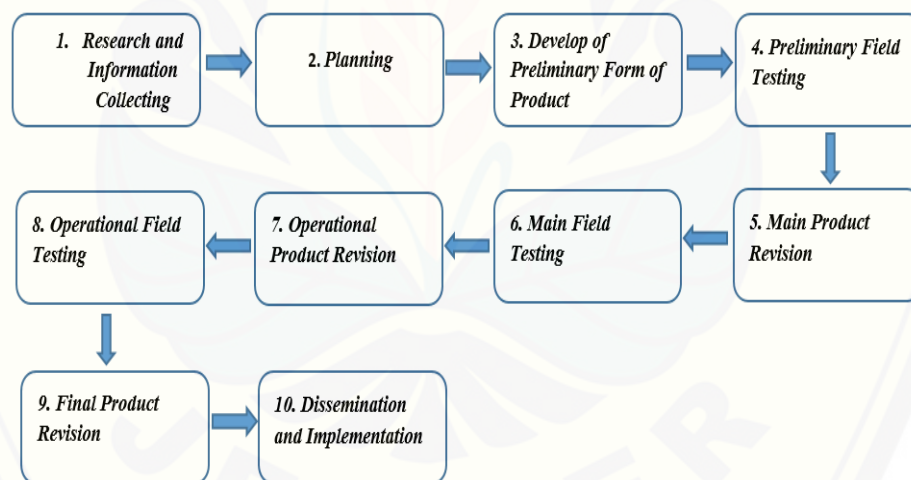 1. Research and
Information
Collecting
2. Planning
3. Develop of
Preliminary Form of
Product
4. Preliminary Field
Testing
5. Main Product
Revision
6. Main Field
Testing
7. Operational
Product Revision
8. Operational Field
Testing
9. Final Product
Revision
10. Dissemination
and Implementation